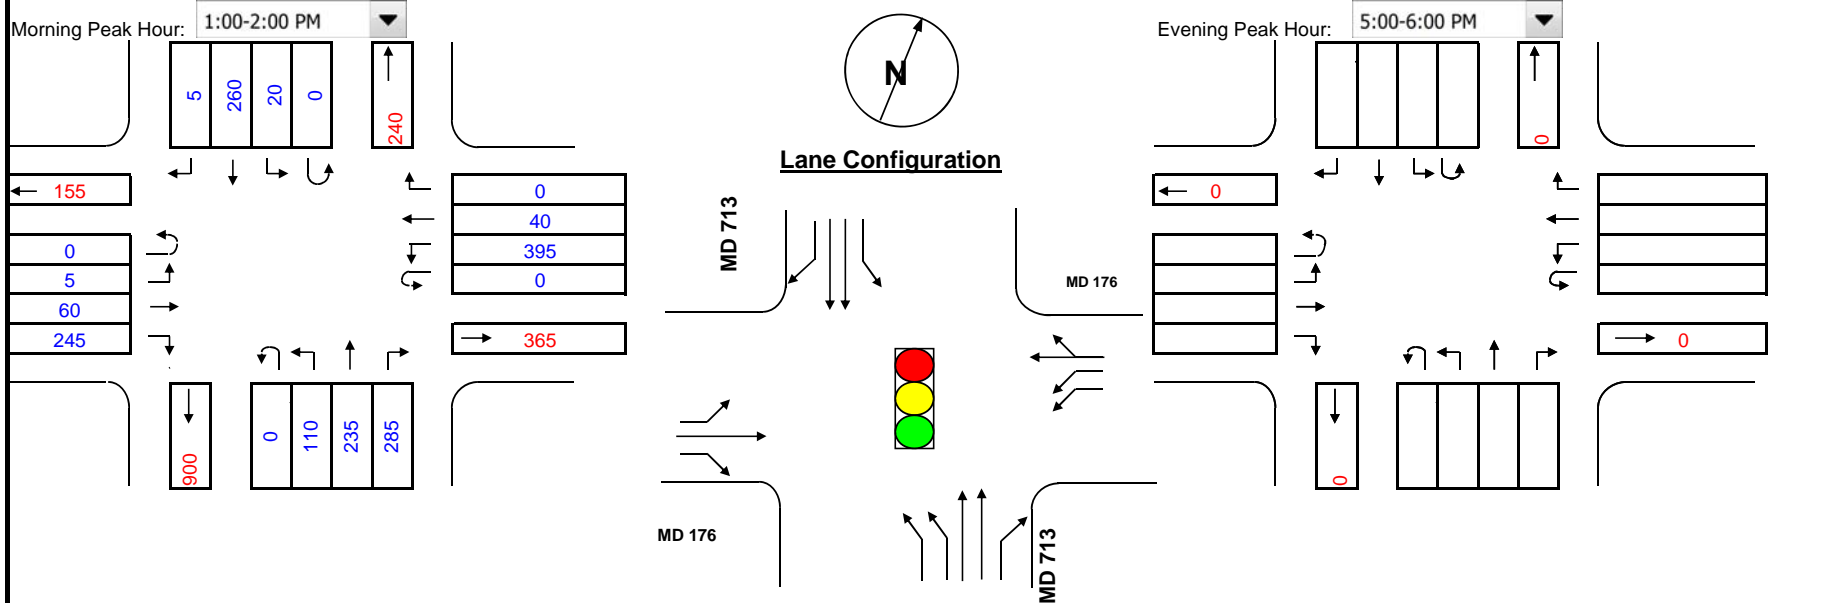 Morning Peak Hour: 1:00-2:00 PM
5 260 20 0 240
155
0
5
60
245
0
40
395
0
365
900
0 110 235 285
N
Lane Configuration
MD 713
MD 176
MD 176
MD 713
Evening Peak Hour: 5:00-6:00 PM
0
0
0
0